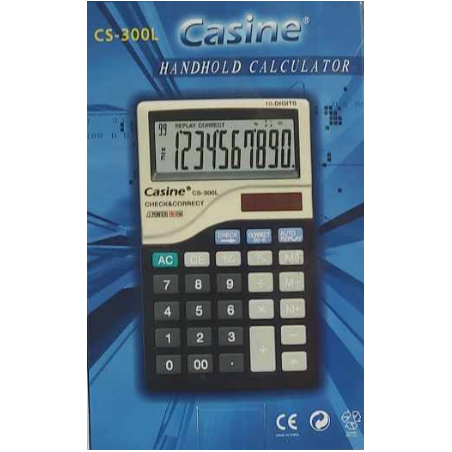 CS-300L Casine®
HANDHOLD CALCULATOR
10-DIGITS
99 REPLAY CORRECT
1234567890.
Casine® CS-300L
CHECK&CORRECT
CHECK CORRECT AUTO REPLAY
AC CE
7 8 9 ÷
4 5 6 × M+
1 2 3 + -
0 00 .
CE